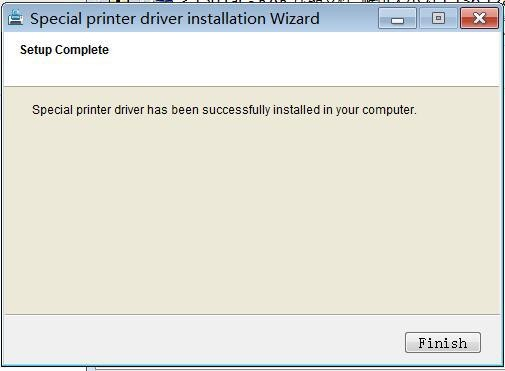 Special printer driver installation Wizard
Setup Complete
Special printer driver has been successfully installed in your computer.
Finish